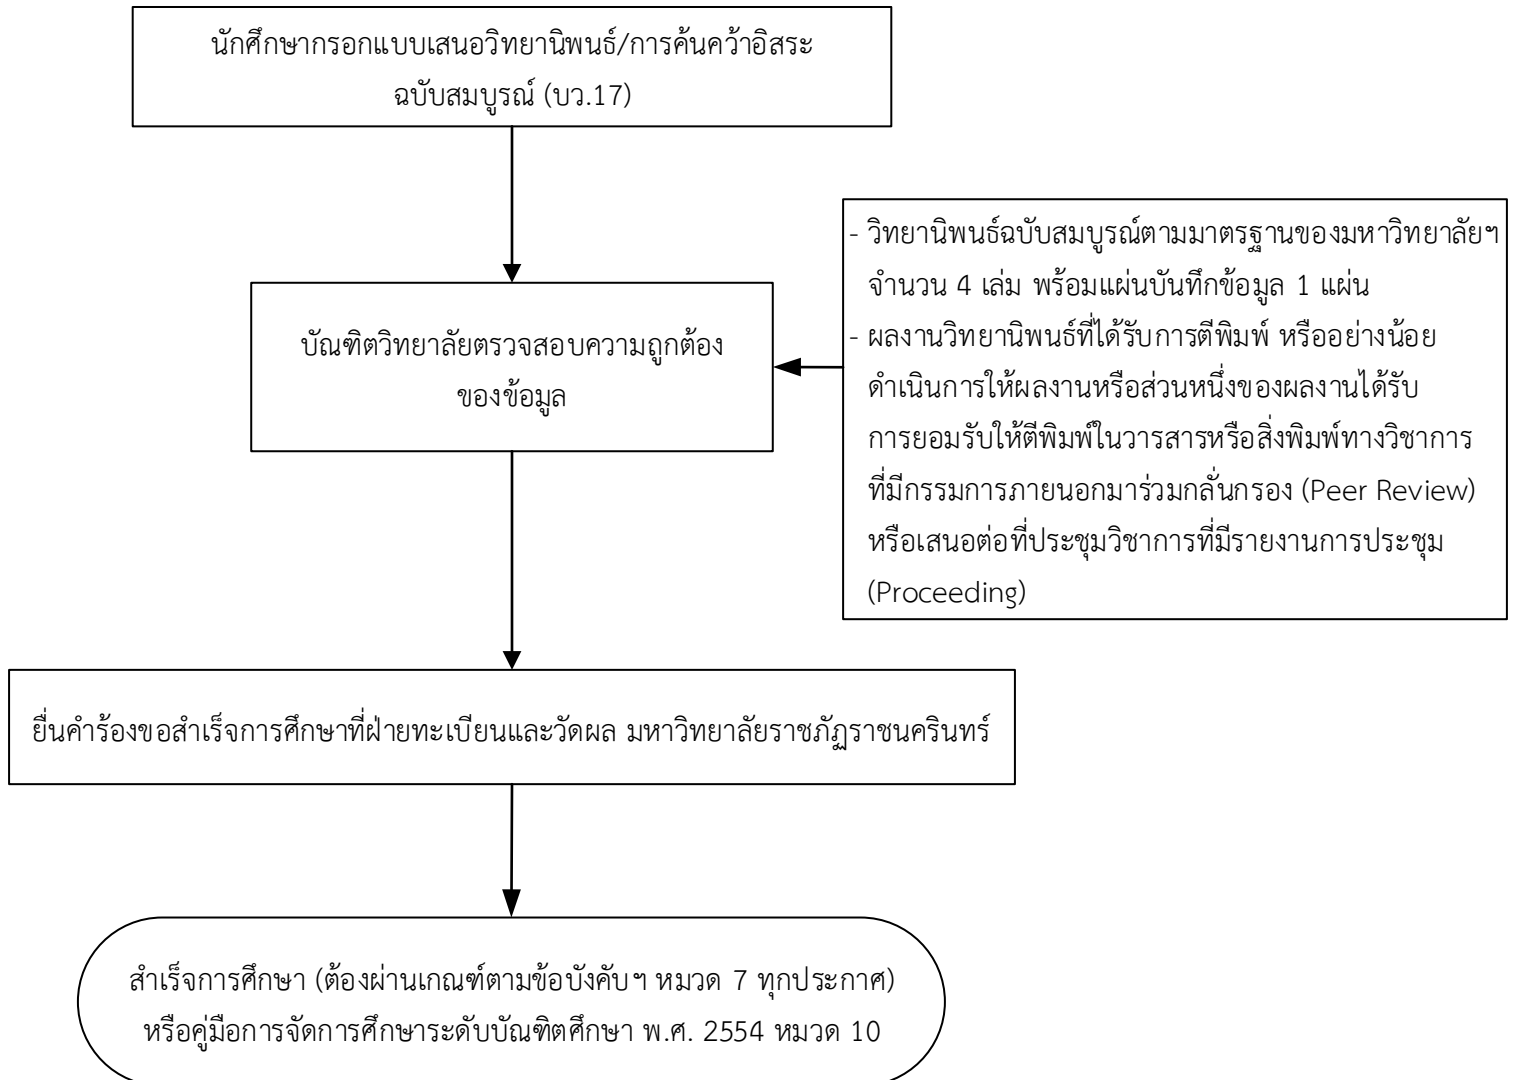 นักศึกษากรอกแบบเสนอวิทยานิพนธ์/การค้นคว้าอิสระ
ฉบับสมบูรณ์ (บว.17)
- วิทยานิพนธ์ฉบับสมบูรณ์ตามมาตรฐานของมหาวิทยาลัยฯ
จำนวน 4 เล่ม พร้อมแผ่นบันทึกข้อมูล 1 แผ่น
- ผลงานวิทยานิพนธ์ที่ได้รับการตีพิมพ์ หรืออย่างน้อย
ดำเนินการให้ผลงานหรือส่วนหนึ่งของผลงานได้รับ
การยอมรับให้ตีพิมพ์ในวารสารหรือสิ่งพิมพ์ทางวิชาการ
ที่มีกรรมการภายนอกมาร่วมกลั่นกรอง (Peer Review)
หรือเสนอต่อที่ประชุมวิชาการที่มีรายงานการประชุม
(Proceeding)
บัณฑิตวิทยาลัยตรวจสอบความถูกต้อง
ของข้อมูล
ยื่นคำร้องขอสำเร็จการศึกษาที่ฝ่ายทะเบียนและวัดผล มหาวิทยาลัยราชภัฏราชนครินทร์
สำเร็จการศึกษา (ต้องผ่านเกณฑ์ตามข้อบังคับฯ หมวด 7 ทุกประกาศ)
หรือคู่มือการจัดการศึกษาระดับบัณฑิตศึกษา พ.ศ. 2554 หมวด 10